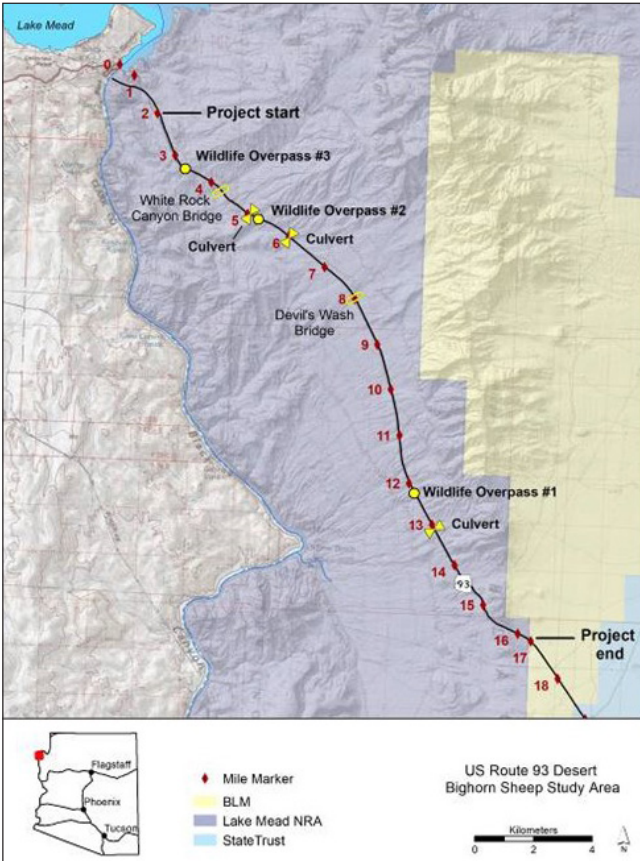 Lake Mead
0
1
2
Project start
3
Wildlife Overpass #3
4
White Rock
Canyon Bridge
5
Wildlife Overpass #2
Culvert
6
Culvert
7
8
Devil's Wash
Bridge
9
10
11
12
Wildlife Overpass #1
13
Culvert
14
93
15
16
Project
end
17
18
Flagstaff
Phoenix
Tucson
Mile Marker
BLM
Lake Mead NRA
StateTrust
US Route 93 Desert
Bighorn Sheep Study Area
Kilometers
0 2 4
N